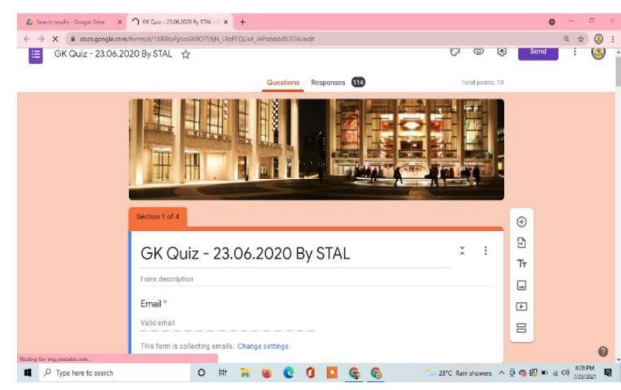 Search results - Google Drive
GK Quiz - 23.06.2020 By STAL
GK Quiz - 23.06.2020 By STAL
Send
Questions Responses 114
Total points: 10
Section 1 of 4
GK Quiz - 23.06.2020 By STAL
Form description
Email *
Valid email
This form is collecting emails. Change settings
Type here to search
28°C Rain showers